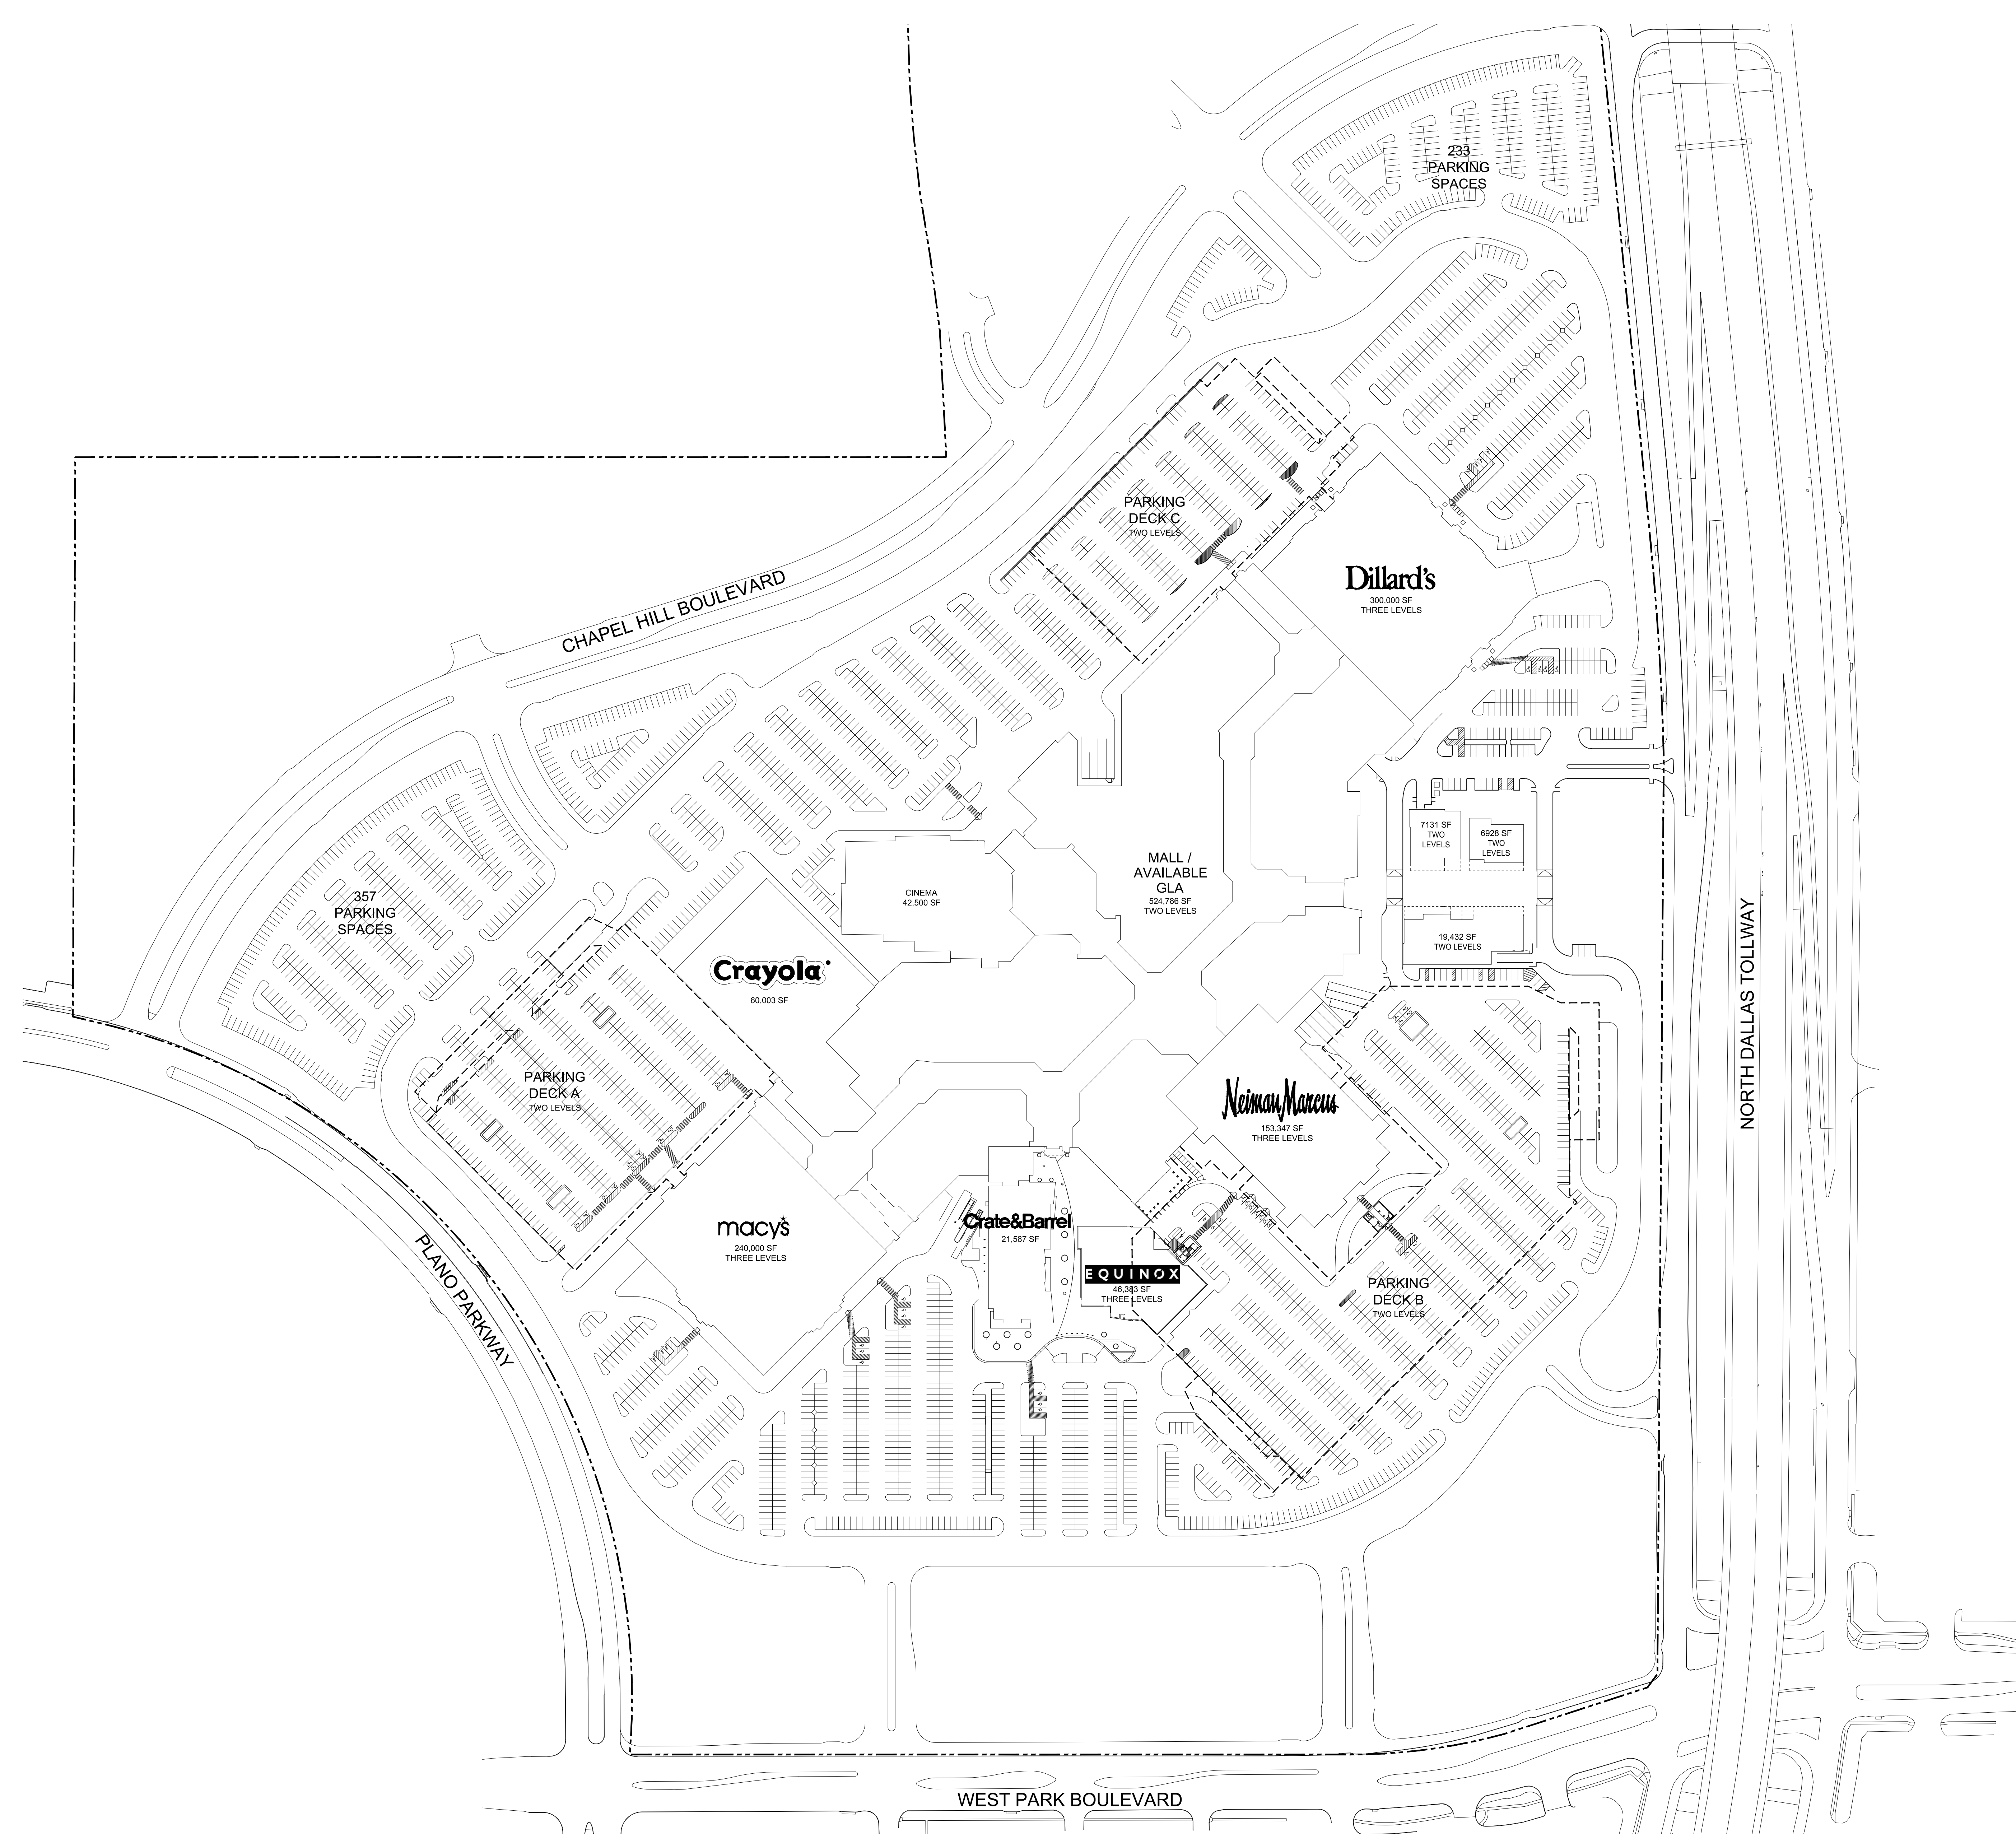 233
PARKING
SPACES
PARKING
DECK C
TWO LEVELS
Dillard's
300,000 SF
THREE LEVELS
CHAPEL HILL BOULEVARD
7131 SF
TWO
LEVELS
6928 SF
TWO
LEVELS
MALL /
AVAILABLE
GLA
524,786 SF
TWO LEVELS
CINEMA
42,500 SF
357
PARKING
SPACES
19,432 SF
TWO LEVELS
NORTH DALLAS TOLLWAY
Crayola
60,003 SF
PARKING
DECK A
TWO LEVELS
Neiman Marcus
153,347 SF
THREE LEVELS
macy's
240,000 SF
THREE LEVELS
Crate&Barrel
21,587 SF
EQUINOX
46,383 SF
THREE LEVELS
PARKING
DECK B
TWO LEVELS
PLANO PARKWAY
WEST PARK BOULEVARD